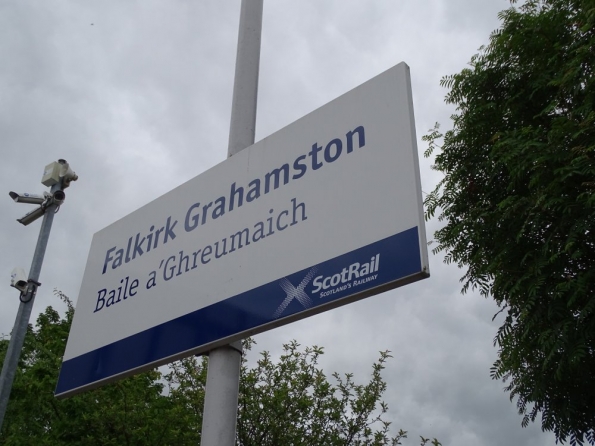 Falkirk Grahamston
Baile a'Ghreumaich
ScotRail
Scotland's Railway